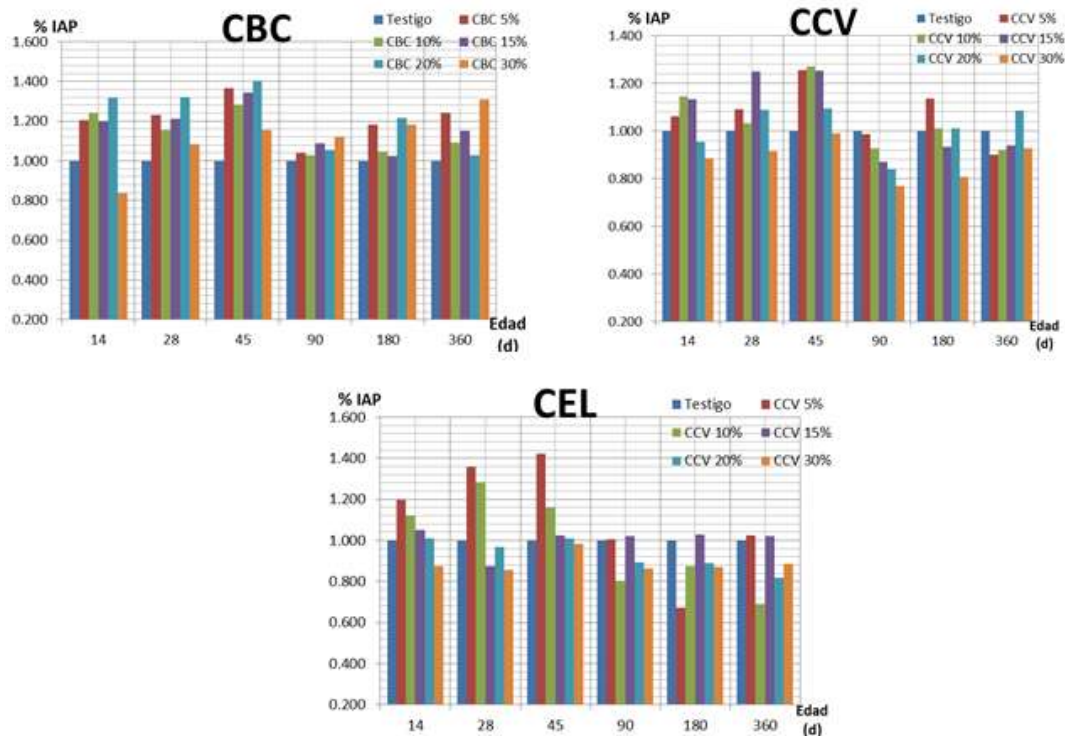 % IAP
CBC
Testigo CBC 5%
CBC 10% CBC 15%
CBC 20% CBC 30%
1.600
1.400
1.200
1.000
0.800
0.600
0.400
0.200
14 28 45 90 180 360
Edad
(d)
% IAP
CCV
Testigo CCV 5%
CCV 10% CCV 15%
CCV 20% CCV 30%
1.400
1.200
1.000
0.800
0.600
0.400
0.200
14 28 45 90 180 360
Edad
(d)
% IAP
CEL
Testigo CCV 5%
CCV 10% CCV 15%
CCV 20% CCV 30%
1.600
1.400
1.200
1.000
0.800
0.600
0.400
0.200
14 28 45 90 180 360
Edad
(d)